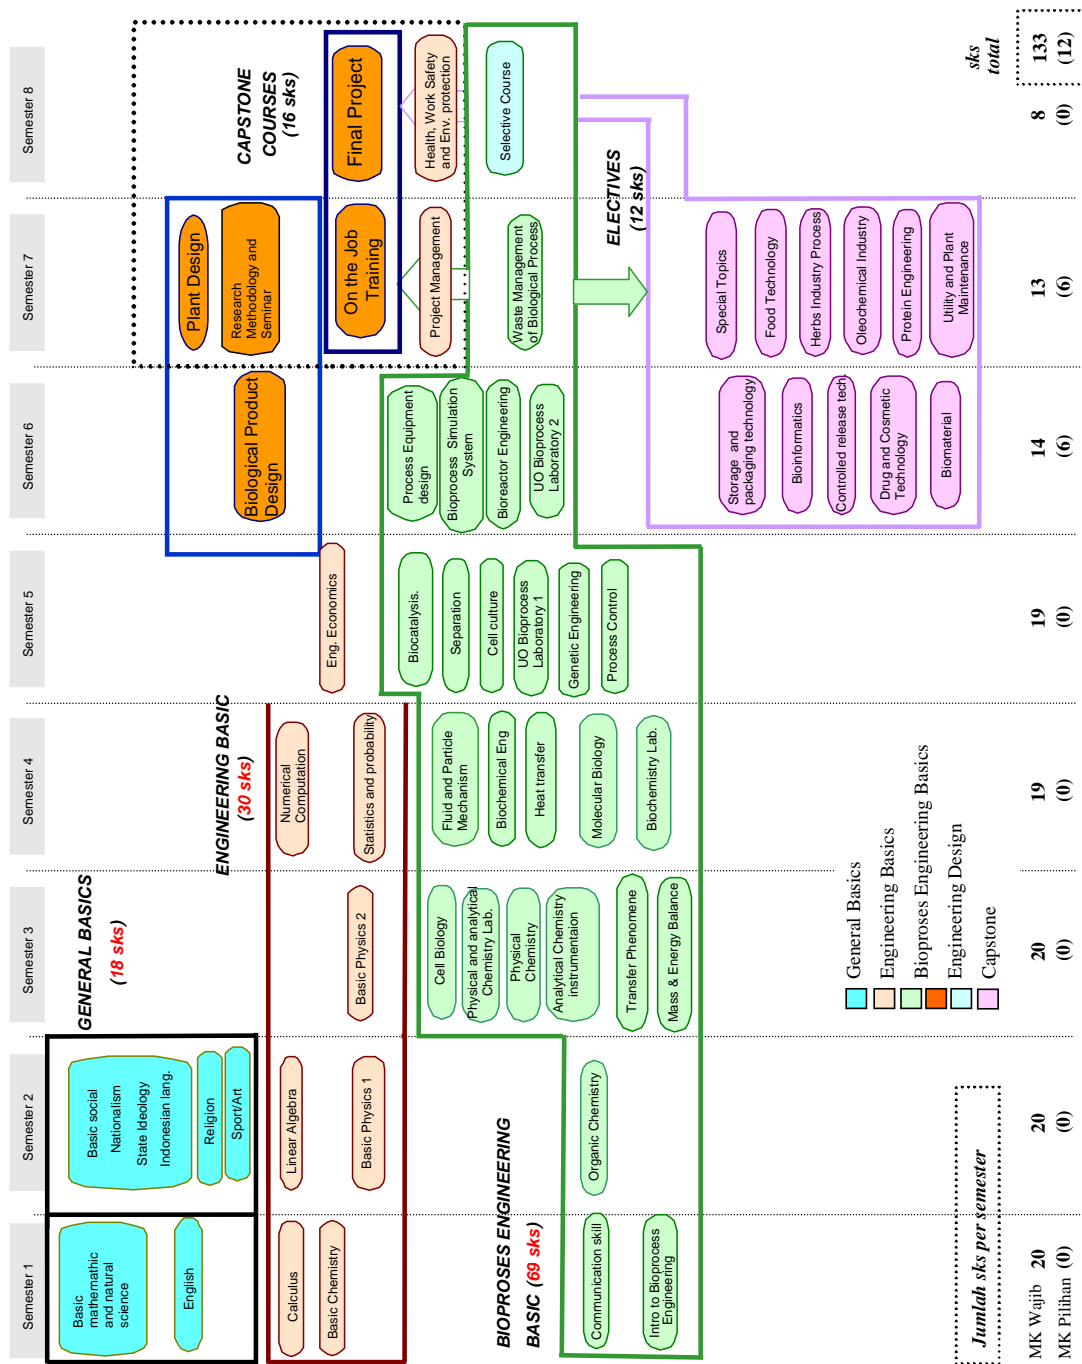 Semester 1
Semester 2
Semester 3
Semester 4
Semester 5
Semester 6
Semester 7
Semester 8
GENERAL BASICS
(18 sks)
Basic
mathemathic
and natural
science
English
Basic social
Nationalism
State Ideology
Indonesian lang.
Religion
Sport/Art
ENGINEERING BASIC
(30 sks)
Calculus
Basic Chemistry
Linear Algebra
Basic Physics 1
Basic Physics 2
Numerical
Computation
Statistics and probability
Eng. Economics
Biological Product
Design
Plant Design
Research
Methodology and
Seminar
CAPSTONE
COURSES
(16 sks)
On the Job
Training
Final Project
Project Management
Health, Work Safety
and Env. protection
BIOPROSES ENGINEERING
BASIC (69 sks)
Communication skill
Intro to Bioprocess
Engineering
Organic Chemistry
Cell Biology
Physical and analytical
Chemistry Lab.
Physical
Chemistry
Analytical Chemistry
instrumentaion
Transfer Phenomene
Mass & Energy Balance
Fluid and Particle
Mechanism
Biochemical Eng
Heat transfer
Molecular Biology
Biochemistry Lab.
Biocatalysis.
Separation
Cell culture
UO Bioprocess
Laboratory 1
Genetic Engineering
Process Control
Process Equipment
design
Bioprocess Simulation
System
Bioreactor Engineering
UO Bioprocess
Laboratory 2
Waste Management
of Biological Process
Selective Course
ELECTIVES
(12 sks)
Storage and
packaging technology
Bioinformatics
Controlled release tech
Drug and Cosmetic
Technology
Biomaterial
Special Topics
Food Technology
Herbs Industry Process
Oleochemical Industry
Protein Engineering
Utility and Plant
Maintenance
General Basics
Engineering Basics
Bioproses Engineering Basics
Engineering Design
Capstone
Jumlah sks per semester
sks
total
MK Wajib 20 20 20 19 19 14 13 8 133
MK Pilihan (0) (0) (0) (0) (0) (6) (6) (0) (12)